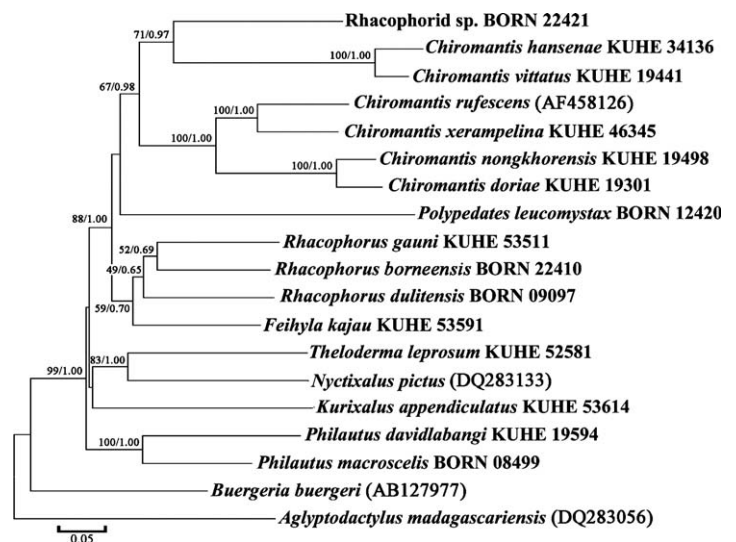 Rhacophorid sp. BORN 22421
71/0.97
Chiromantis hansenae KUHE 34136
100/1.00
Chiromantis vittatus KUHE 19441
67/0.98
Chiromantis rufescens (AF458126)
100/1.00
Chiromantis xerampelina KUHE 46345
Chiromantis nongkhorensis KUHE 19498
100/1.00
Chiromantis doriae KUHE 19301
Polypedates leucomystax BORN 12420
88/1.00
Rhacophorus gauni KUHE 53511
52/0.69
Rhacophorus borneensis BORN 22410
49/0.65
Rhacophorus dulitensis BORN 09097
59/0.70
Feihyla kajau KUHE 53591
Theloderma leprosum KUHE 52581
83/1.00
99/1.00
Nyctixalus pictus (DQ283133)
Kurixalus appendiculatus KUHE 53614
Philautus davidlabangi KUHE 19594
100/1.00
Philautus macroscelis BORN 08499
Buergeria buergeri (AB127977)
Aglyptodactylus madagascariensis (DQ283056)
0.05